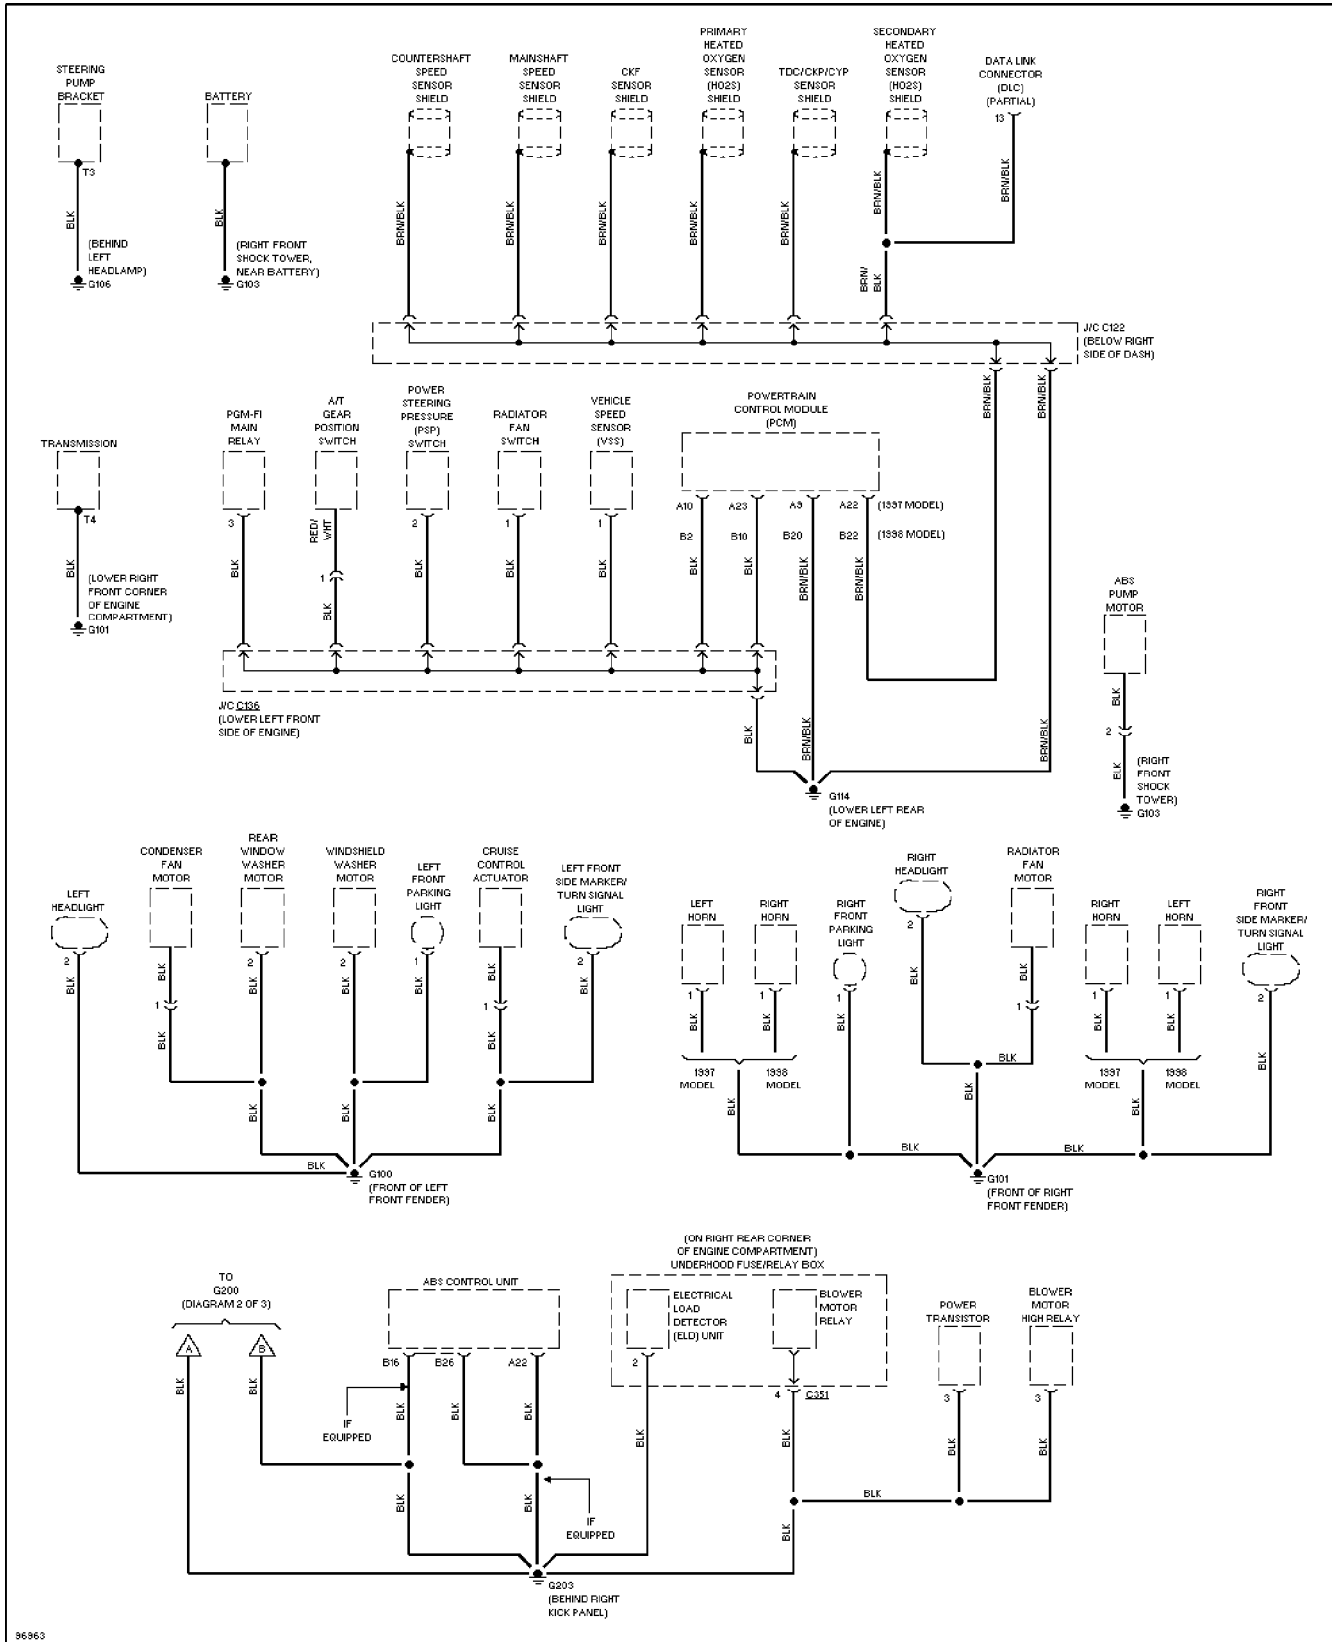 STEERING
PUMP
BRACKET
T3
BLK
(BEHIND
LEFT
HEADLAMP)
G106
BATTERY
BLK
(RIGHT FRONT
SHOCK TOWER,
NEAR BATTERY)
G103
COUNTERSHAFT
SPEED
SENSOR
SHIELD
BRN/BLK
MAINSHAFT
SPEED
SENSOR
SHIELD
BRN/BLK
CKF
SENSOR
SHIELD
BRN/BLK
PRIMARY
HEATED
OXYGEN
SENSOR
(HO2S)
SHIELD
BRN/BLK
TDC/CKP/CYP
SENSOR
SHIELD
BRN/BLK
SECONDARY
HEATED
OXYGEN
SENSOR
(HO2S)
SHIELD
BRN/BLK
BRN/
BLK
DATA LINK
CONNECTOR
(DLC)
(PARTIAL)
13
BRN/BLK
J/C C122
(BELOW RIGHT
SIDE OF DASH)
BRN/BLK
BRN/BLK
TRANSMISSION
T4
BLK
(LOWER RIGHT
FRONT CORNER
OF ENGINE
COMPARTMENT)
G101
PGM-FI
MAIN
RELAY
3
BLK
A/T
GEAR
POSITION
SWITCH
RED/
WHT
1
BLK
POWER
STEERING
PRESSURE
(PSP)
SWITCH
2
BLK
RADIATOR
FAN
SWITCH
1
BLK
VEHICLE
SPEED
SENSOR
(VSS)
1
BLK
POWERTRAIN
CONTROL MODULE
(PCM)
A10 A23 A9 A22 (1997 MODEL)
B2 B10 B20 B22 (1998 MODEL)
BLK BLK BRN/BLK BRN/BLK
J/C C136
(LOWER LEFT FRONT
SIDE OF ENGINE)
BLK
BRN/BLK
BRN/BLK
G114
(LOWER LEFT REAR
OF ENGINE)
ABS
PUMP
MOTOR
BLK
2
BLK
(RIGHT
FRONT
SHOCK
TOWER)
G103
LEFT
HEADLIGHT
2
BLK
CONDENSER
FAN
MOTOR
BLK
1
BLK
REAR
WINDOW
WASHER
MOTOR
2
BLK
BLK
WINDSHIELD
WASHER
MOTOR
2
BLK
BLK
LEFT
FRONT
PARKING
LIGHT
1
BLK
CRUISE
CONTROL
ACTUATOR
BLK
1
BLK
BLK
LEFT FRONT
SIDE MARKER/
TURN SIGNAL
LIGHT
2
BLK
BLK
G100
(FRONT OF LEFT
FRONT FENDER)
LEFT
HORN
1
BLK
RIGHT
HORN
1
BLK
1997
MODEL
1998
MODEL
BLK
RIGHT
FRONT
PARKING
LIGHT
1
BLK
RIGHT
HEADLIGHT
2
BLK
RADIATOR
FAN
MOTOR
BLK
1
BLK
BLK
BLK
RIGHT
HORN
1
BLK
LEFT
HORN
1
BLK
1997
MODEL
1998
MODEL
BLK
RIGHT
FRONT
SIDE MARKER/
TURN SIGNAL
LIGHT
2
BLK
BLK
BLK
G101
(FRONT OF RIGHT
FRONT FENDER)
TO
G200
(DIAGRAM 2 OF 3)
A
B
BLK
BLK
ABS CONTROL UNIT
B16 B26 A22
BLK
BLK
BLK
IF
EQUIPPED
BLK
BLK
IF
EQUIPPED
(ON RIGHT REAR CORNER
OF ENGINE COMPARTMENT)
UNDERHOOD FUSE/RELAY BOX
ELECTRICAL
LOAD
DETECTOR
(ELD) UNIT
2
BLK
BLOWER
MOTOR
RELAY
4 C351
BLK
BLK
POWER
TRANSISTOR
3
BLK
BLOWER
MOTOR
HIGH RELAY
3
BLK
BLK
G203
(BEHIND RIGHT
KICK PANEL)
96963